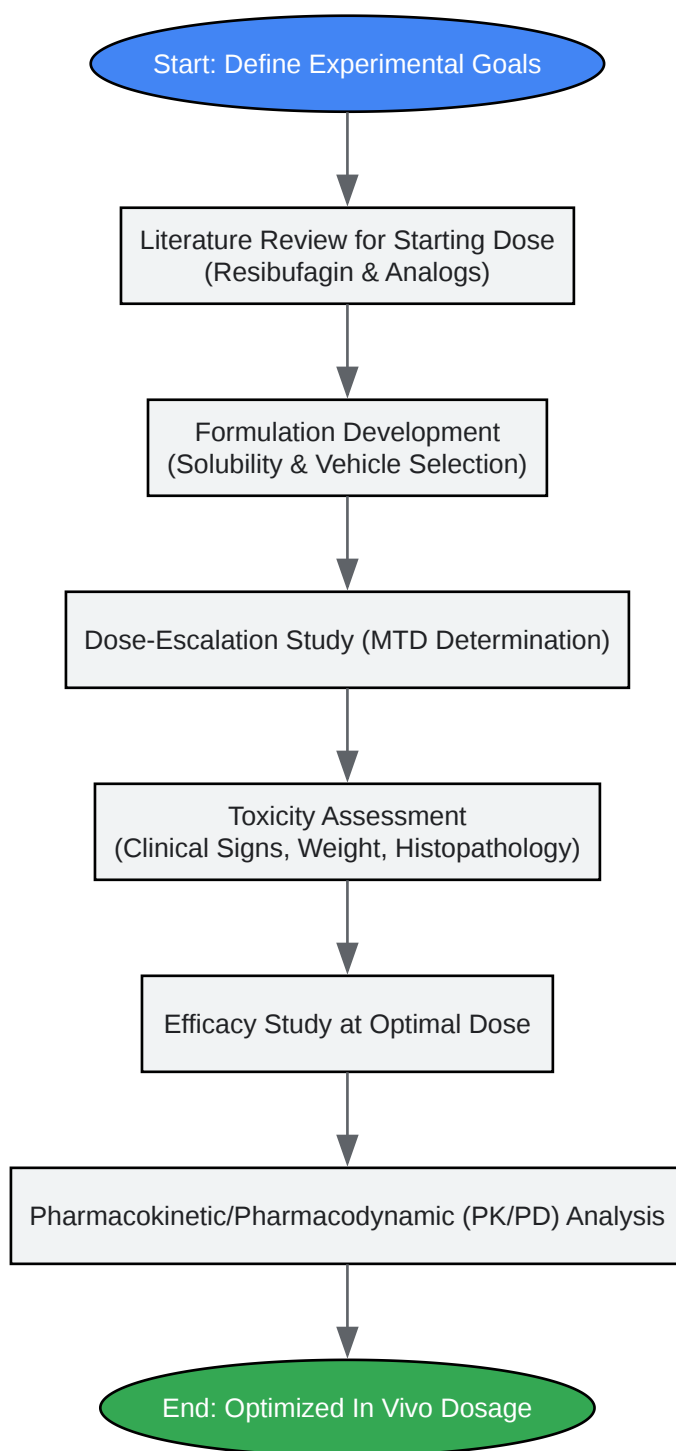 Start: Define Experimental Goals
Literature Review for Starting Dose
(Resibufagin & Analogs)
Formulation Development
(Solubility & Vehicle Selection)
Dose-Escalation Study (MTD Determination)
Toxicity Assessment
(Clinical Signs, Weight, Histopathology)
Efficacy Study at Optimal Dose
Pharmacokinetic/Pharmacodynamic (PK/PD) Analysis
End: Optimized In Vivo Dosage